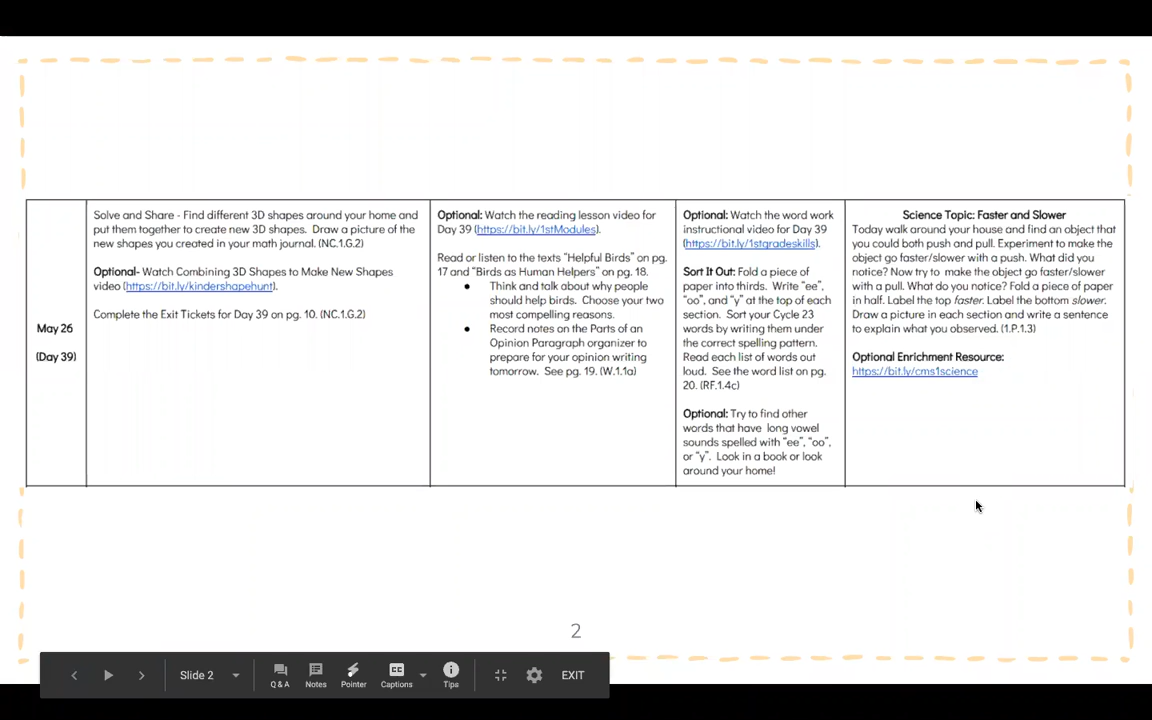 May 26
(Day 39)
Solve and Share - Find different 3D shapes around your home and
put them together to create new 3D shapes. Draw a picture of the
new shapes you created in your math journal. (NC.1.G.2)
Optional- Watch Combining 3D Shapes to Make New Shapes
video (https://bit.ly/kindershapehunt).
Complete the Exit Tickets for Day 39 on pg. 10. (NC.1.G.2)
Optional: Watch the reading lesson video for
Day 39 (https://bit.ly/1stModules).
Read or listen to the texts “Helpful Birds” on pg.
17 and “Birds as Human Helpers” on pg. 18.
● Think and talk about why people
should help birds. Choose your two
most compelling reasons.
● Record notes on the Parts of an
Opinion Paragraph organizer to
prepare for your opinion writing
tomorrow. See pg. 19. (W.1.1a)
Optional: Watch the word work
instructional video for Day 39
(https://bit.ly/1stgradeskills).
Sort It Out: Fold a piece of
paper into thirds. Write “ee”,
“oo”, and “y” at the top of each
section. Sort your Cycle 23
words by writing them under
the correct spelling pattern.
Read each list of words out
loud. See the word list on pg.
20. (RF.1.4c)
Optional: Try to find other
words that have long vowel
sounds spelled with “ee”, “oo”,
or “y”. Look in a book or look
around your home!
Science Topic: Faster and Slower
Today walk around your house and find an object that
you could both push and pull. Experiment to make the
object go faster/slower with a push. What did you
notice? Now try to make the object go faster/slower
with a pull. What do you notice? Fold a piece of paper
in half. Label the top faster. Label the bottom slower.
Draw a picture in each section and write a sentence
to explain what you observed. (1.P.1.3)
Optional Enrichment Resource:
https://bit.ly/cms1science
2
Slide 2
Q & A
Notes
Pointer
CC
Captions
Tips
EXIT